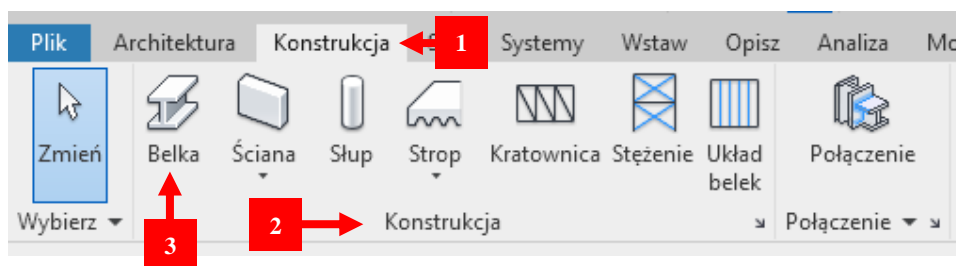 Plik Architektura Konstrukcja 1 Systemy Wstaw Opisz Analiza
Zmień Belka Ściana Słup Strop Kratownica Stężenie Układ belek Połączenie
Wybierz 2 Konstrukcja Połączenie
3